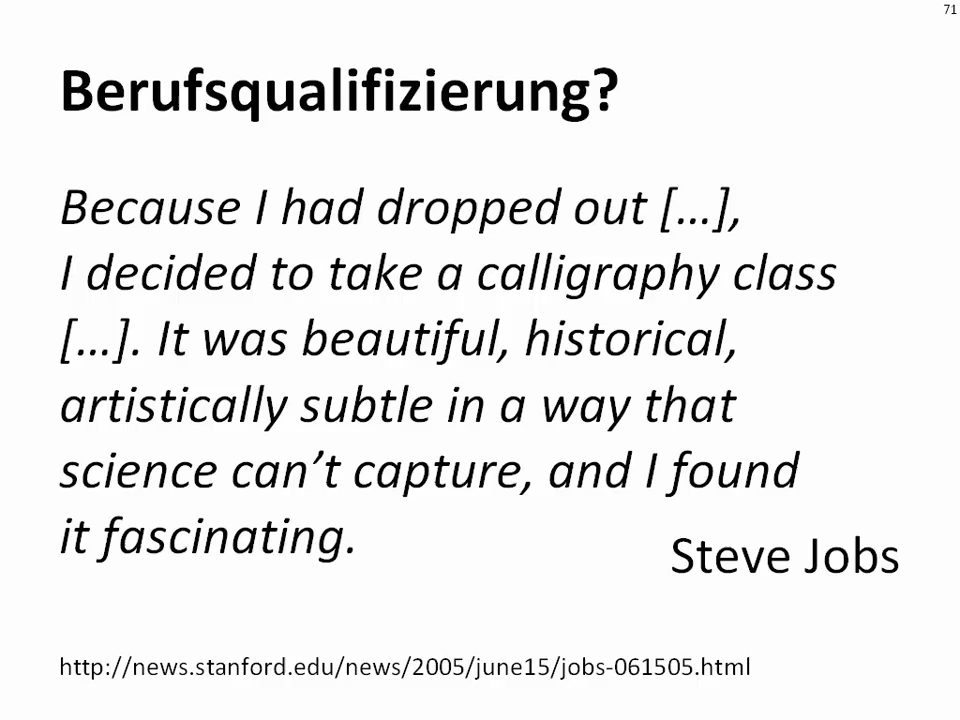 71
Berufsqualifizierung?
Because I had dropped out […],
I decided to take a calligraphy class
[…]. It was beautiful, historical,
artistically subtle in a way that
science can’t capture, and I found
it fascinating.
Steve Jobs
http://news.stanford.edu/news/2005/june15/jobs-061505.html